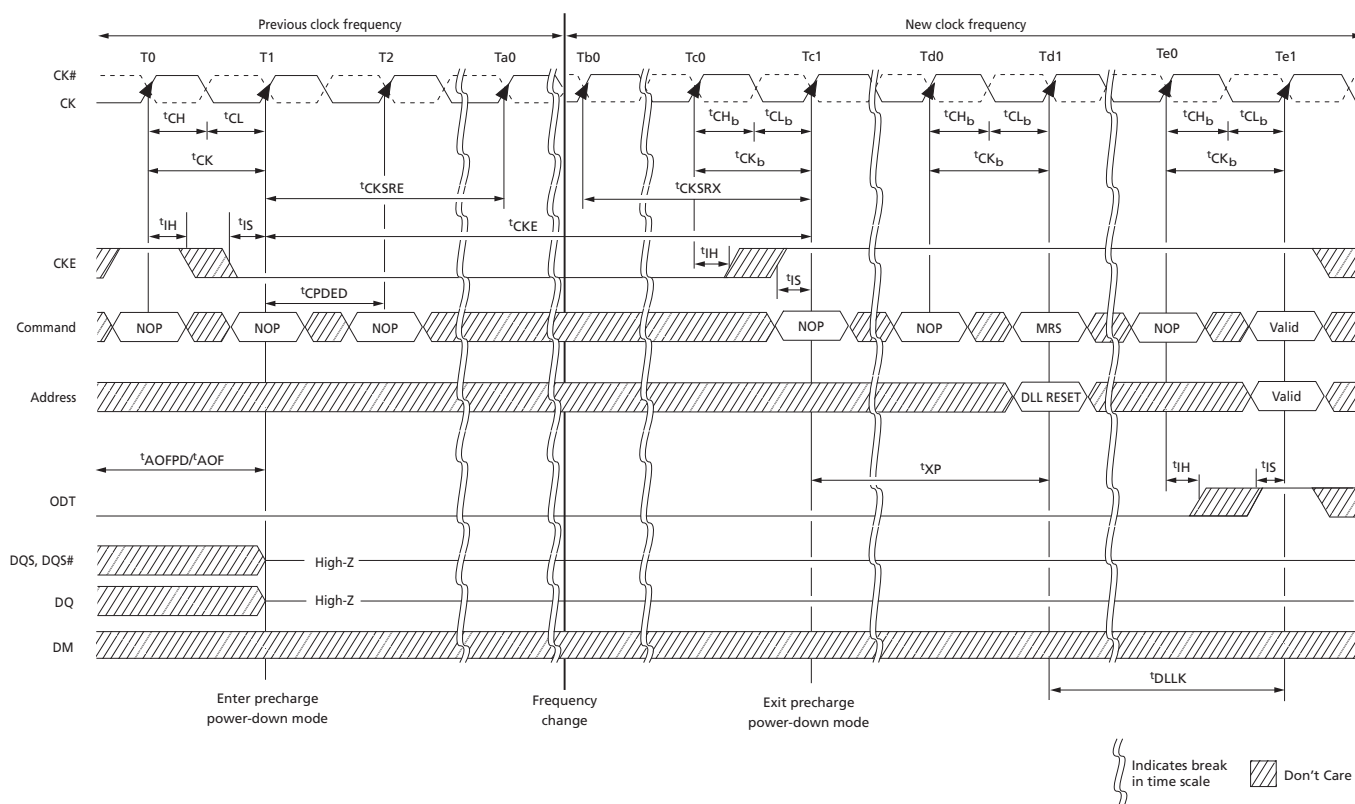 Previous clock frequency
New clock frequency
T0 T1 T2 Ta0 Tb0 Tc0 Tc1 Td0 Td1 Te0 Te1
CK#
CK
tCH tCL tCHb tCLb tCHb tCLb tCHb tCLb
tCK tCKb tCKb tCKb
tCKSRE tCKSRX
tIH tIS tCKE
CKE
tIH
tIS
tCPDED
Command NOP NOP NOP NOP NOP MRS NOP Valid
Address DLL RESET Valid
tAOFPD/tAOF tXP tIH tIS
ODT
DQS, DQS# High-Z
DQ High-Z
DM
tDLLK
Enter precharge
power-down mode
Frequency
change
Exit precharge
power-down mode
Indicates break
in time scale
Don't Care